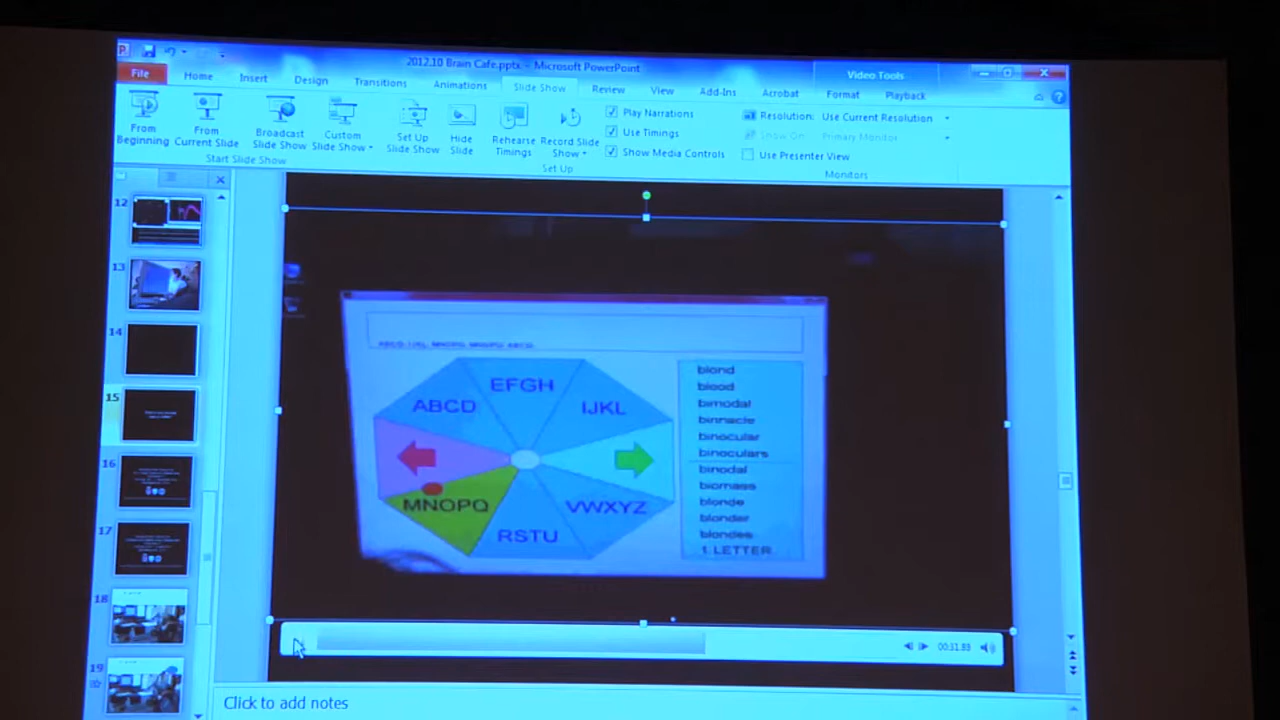 2012.10 Brain Cafe.pptx - Microsoft PowerPoint
Video Tools
File Home Insert Design Transitions Animations Slide Show Review View Add-Ins Acrobat Format Playback
From Beginning
From Current Slide
Broadcast Slide Show
Custom Slide Show
Set Up Slide Show
Hide Slide
Rehearse Timings
Record Slide Show
Play Narrations
Use Timings
Show Media Controls
Resolution: Use Current Resolution
Show On: Primary Monitor
Use Presenter View
Start Slide Show
Set Up
Monitors
12
13
14
15
16
17
18
19
ABCD
EFGH
IJKL
MNOPQ
RSTU
VWXYZ
blond
blood
bimodal
binnacle
binocular
binoculars
binodal
biomass
blonde
blonder
blondes
1. LETTER
Click to add notes